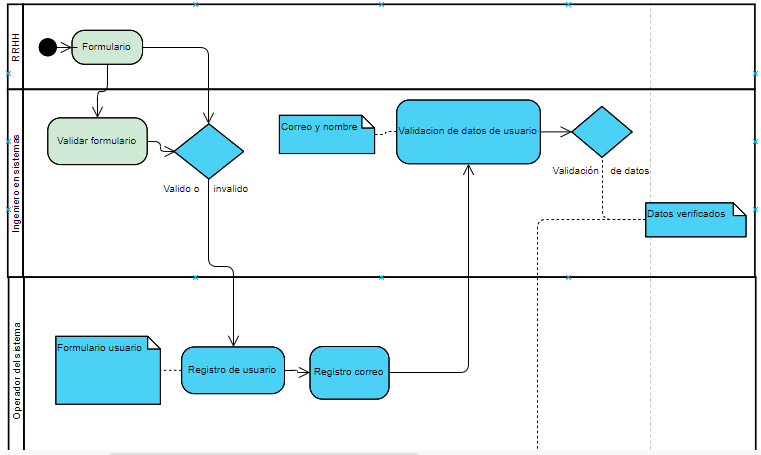 RRHH
Formulario
Ingeniero en sistemas
Validar formulario
Valido o invalido
Correo y nombre
Validacion de datos de usuario
Validación de datos
Datos verificados
Operador del sistema
Formulario usuario
Registro de usuario
Registro correo